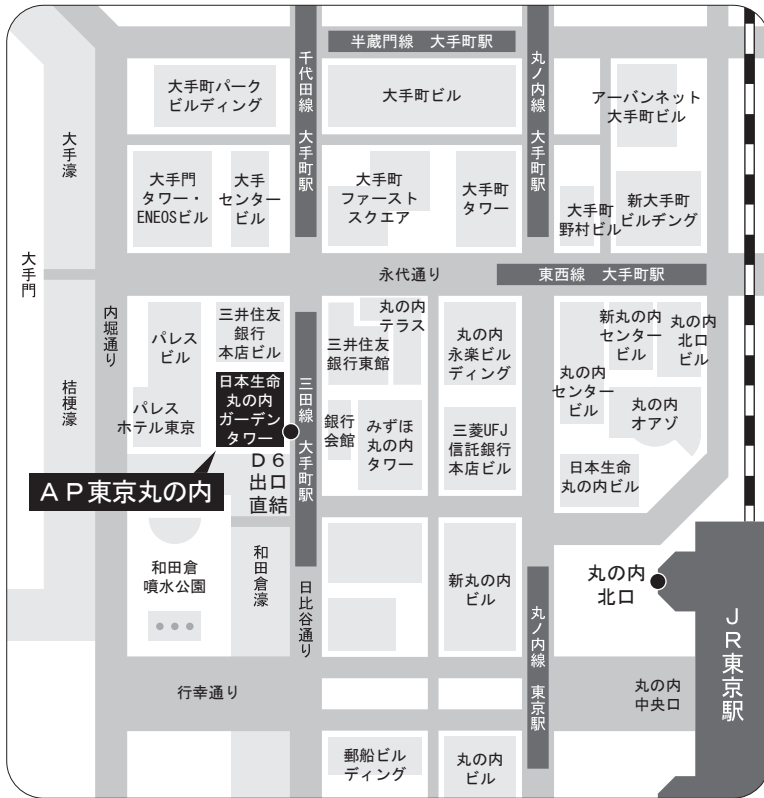 半蔵門線　大手町駅
千代田線　大手町駅
丸ノ内線　大手町駅
大手町パーク
ビルディング
大手町ビル
アーバンネット
大手町ビル
大手濠
大手門
タワー・
ENEOSビル
大手
センター
ビル
大手町
ファースト
スクエア
大手町
タワー
大手町
野村ビル
新大手町
ビルヂング
大手門
永代通り
東西線　大手町駅
内堀通り
パレス
ビル
三井住友
銀行
本店ビル
三井住友
銀行東館
丸の内
テラス
丸の内
永楽ビル
ディング
丸の内
センター
ビル
新丸の内
センター
ビル
丸の内
北口
ビル
桔梗濠
パレス
ホテル東京
日本生命
丸の内
ガーデン
タワー
三田線　大手町駅
銀行
会館
みずほ
丸の内
タワー
三菱UFJ
信託銀行
本店ビル
丸の内
オアゾ
日本生命
丸の内ビル
ＡＰ東京丸の内
Ｄ６
出口
直結
和田倉
噴水公園
和田倉濠
日比谷通り
新丸の内
ビル
丸ノ内線　東京駅
丸の内
北口
ＪＲ東京駅
行幸通り
丸の内
中央口
郵船ビル
ディング
丸の内
ビル